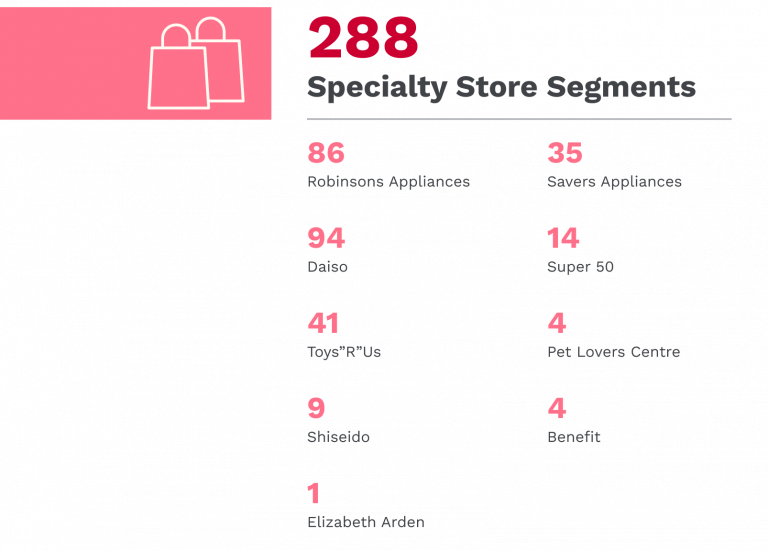 288
Specialty Store Segments
86
Robinsons Appliances
35
Savers Appliances
94
Daiso
14
Super 50
41
Toys”R”Us
4
Pet Lovers Centre
9
Shiseido
4
Benefit
1
Elizabeth Arden